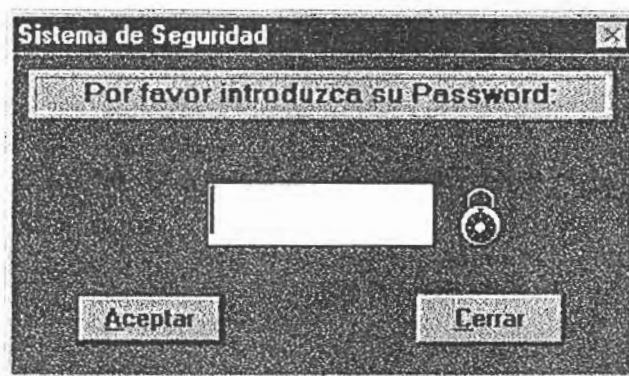 Sistema de Seguridad
Por favor introduzca su Password:
Aceptar
Cerrar